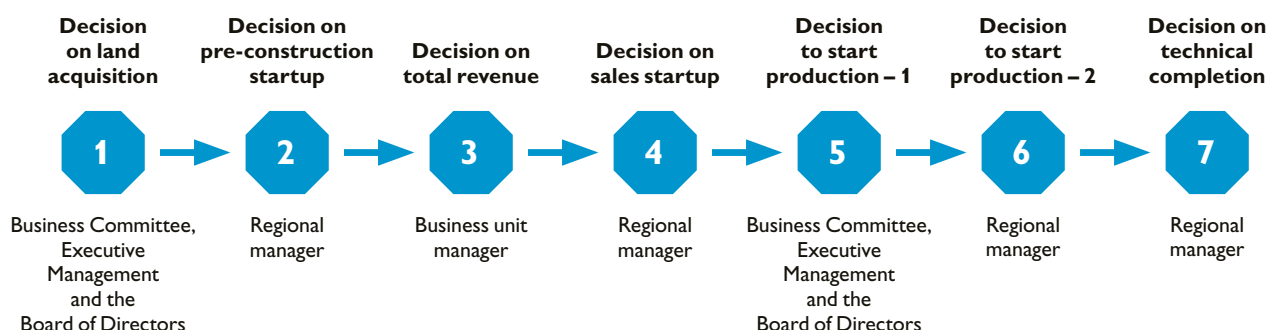 Decision
on land
acquisition
Decision on
pre-construction
startup
Decision on
total revenue
Decision on
sales startup
Decision
to start
production – 1
Decision
to start
production – 2
Decision on
technical
completion
1
2
3
4
5
6
7
Business Committee,
Executive
Management
and the
Board of Directors
Regional
manager
Business unit
manager
Regional
manager
Business Committee,
Executive
Management
and the
Board of Directors
Regional
manager
Regional
manager